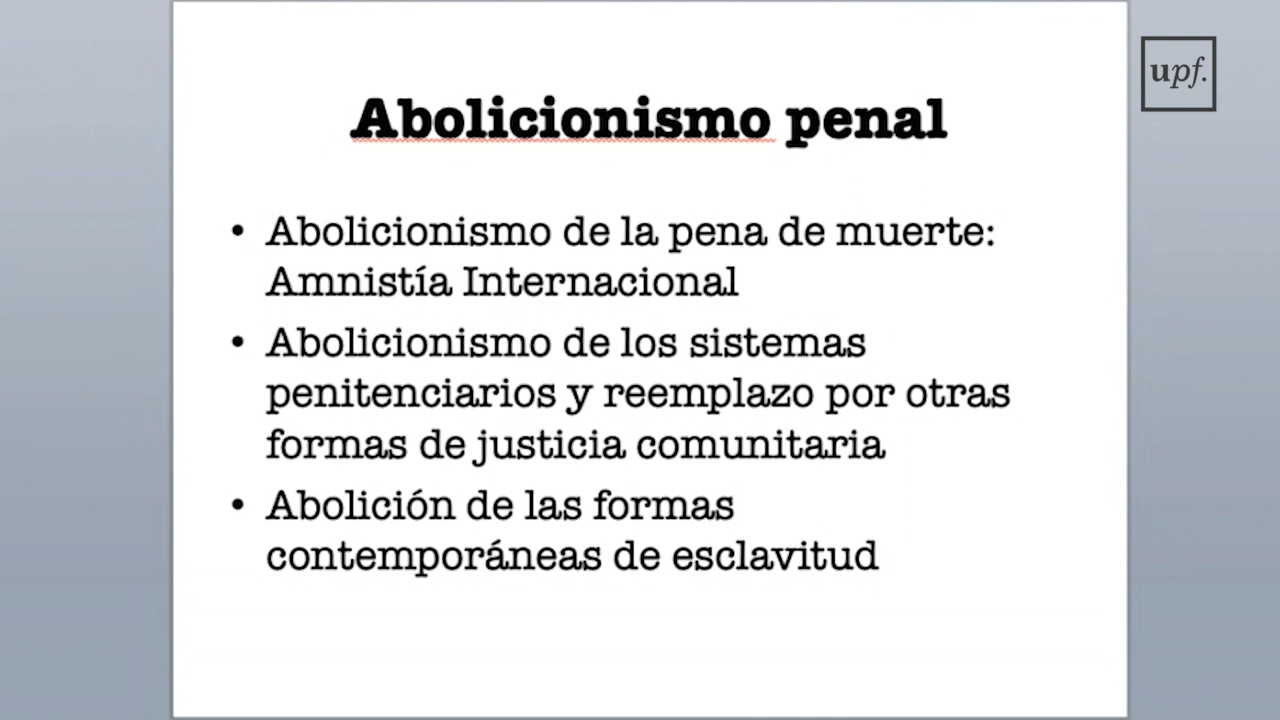 upf.
Abolicionismo penal
• Abolicionismo de la pena de muerte:
Amnistía Internacional
• Abolicionismo de los sistemas
penitenciarios y reemplazo por otras
formas de justicia comunitaria
• Abolición de las formas
contemporáneas de esclavitud